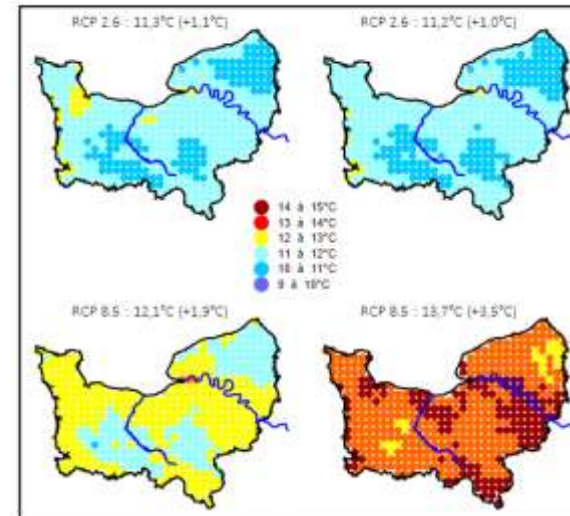 RCP 2.6 : 11,3°C (+1,1°C)
RCP 2.6 : 11,2°C (+1,0°C)
14 à 15°C
13 à 14°C
12 à 13°C
11 à 12°C
10 à 11°C
9 à 10°C
RCP 8.5 : 12,1°C (+1,9°C)
RCP 8.5 : 13,7°C (+3,5°C)